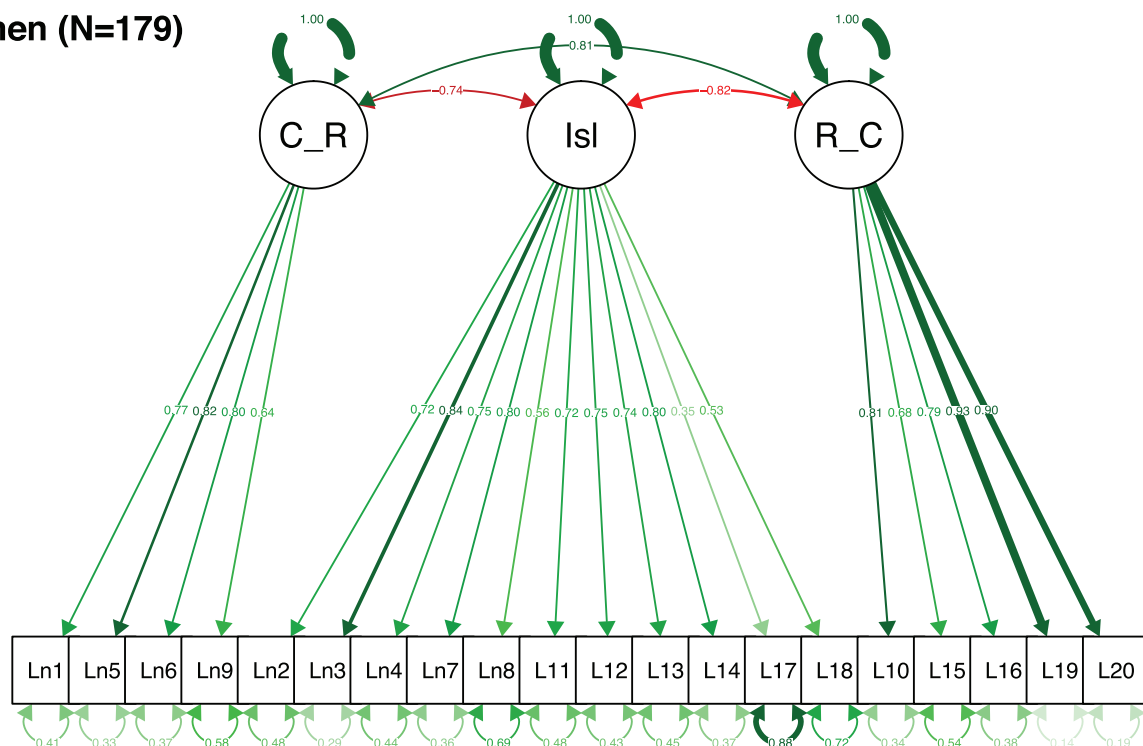 nen (N=179)
1.00 1.00 1.00
0.81
-0.74 -0.82
C_R Isl R_C
0.77 0.82 0.80 0.64 0.72 0.84 0.75 0.80 0.56 0.72 0.75 0.74 0.80 0.35 0.53 0.81 0.68 0.79 0.93 0.90
Ln1 Ln5 Ln6 Ln9 Ln2 Ln3 Ln4 Ln7 Ln8 L11 L12 L13 L14 L17 L18 L10 L15 L16 L19 L20
0.41 0.33 0.37 0.58 0.48 0.29 0.44 0.36 0.69 0.48 0.43 0.45 0.37 0.88 0.72 0.34 0.54 0.38 0.14 0.19